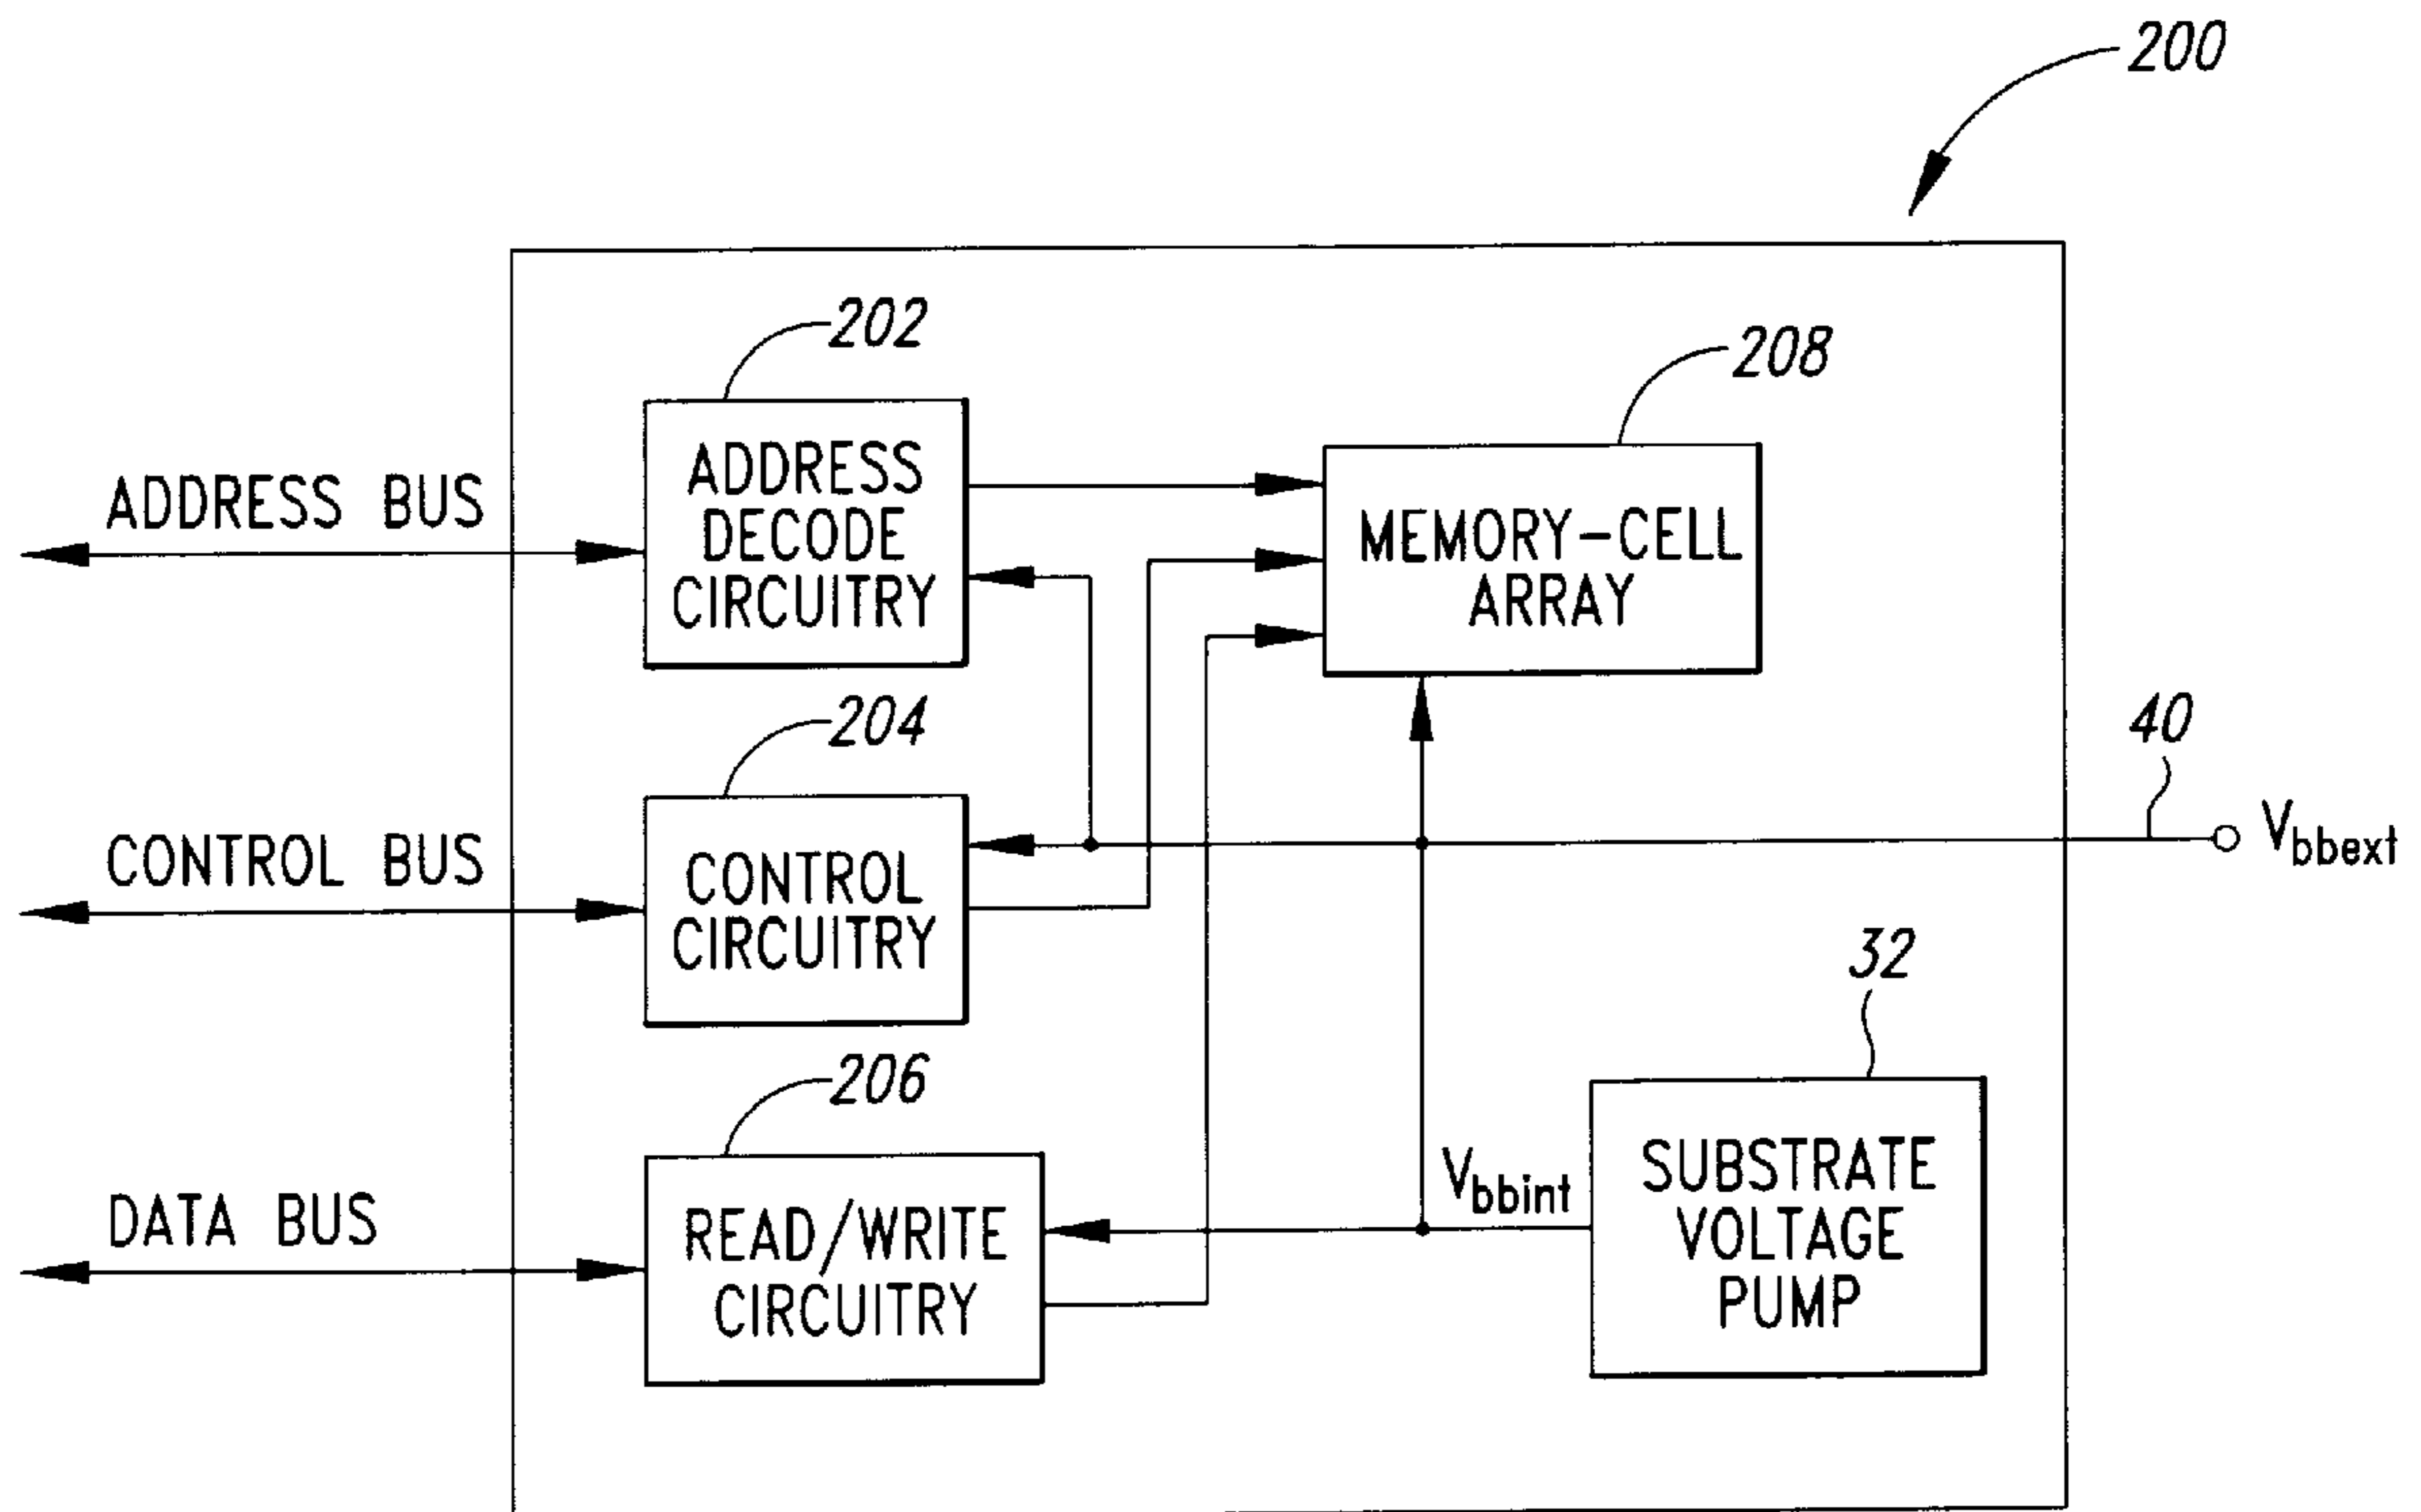 200
202
208
ADDRESS
DECODE
CIRCUITRY
ADDRESS BUS
MEMORY-CELL
ARRAY
204
40
CONTROL BUS
CONTROL
CIRCUITRY
Vbbext
32
206
DATA BUS
READ/WRITE
CIRCUITRY
Vbbint
SUBSTRATE
VOLTAGE
PUMP